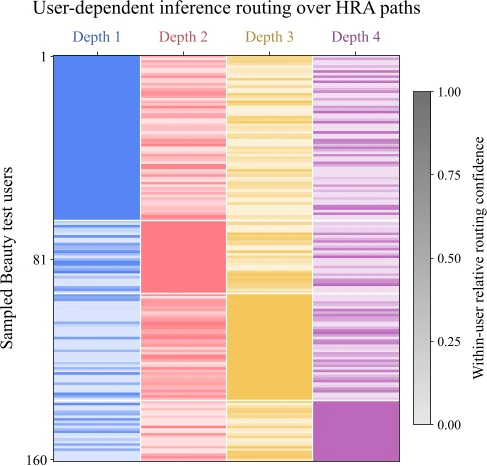 User-dependent inference routing over HRA paths
Depth 1 Depth 2 Depth 3 Depth 4
Sampled Beauty test users
1
81
160
1.00
0.75
0.50
0.25
0.00
Within-user relative routing confidence